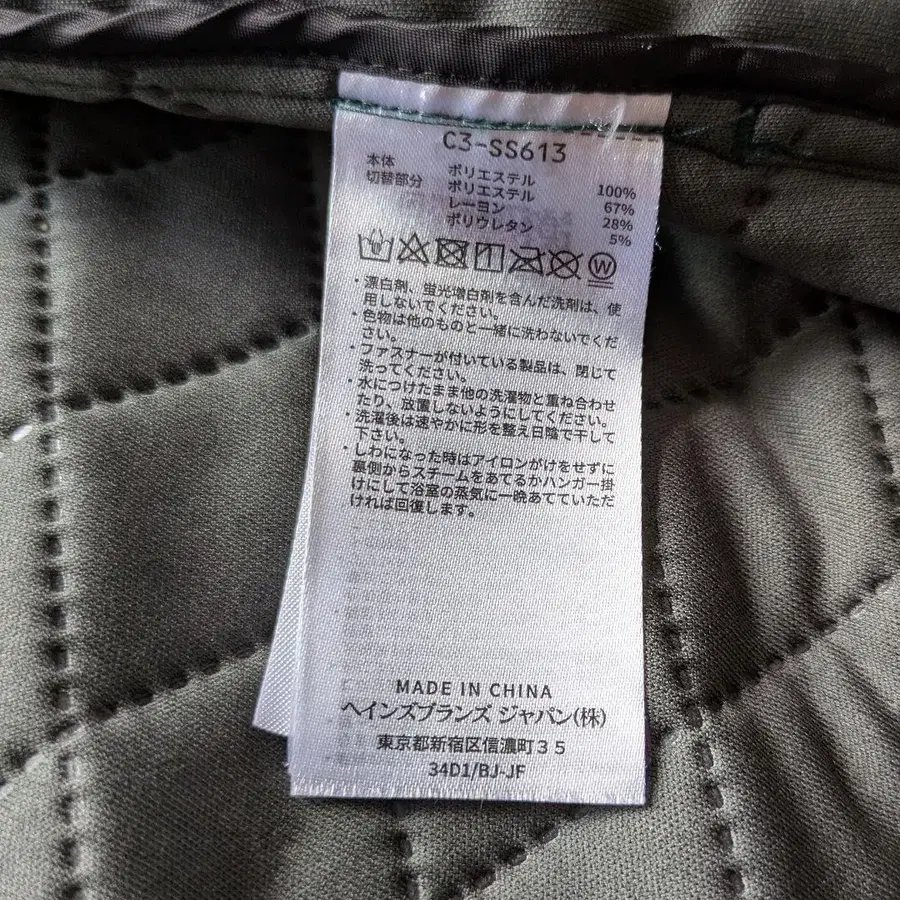 C3-SS613
本体 ポリエステル 100%
切替部分 ポリエステル 67%
レーヨン 28%
ポリウレタン 5%
W
・漂白剤、蛍光増白剤を含んだ洗剤は、使
用しないでください。
・色物は他のものと一緒に洗わないでくだ
さい。
・ファスナーが付いている製品は、閉じて
洗ってください。
・水につけたまま他の洗濯物と重ね合わせ
たり、放置しないようにしてください。
・洗濯後は速やかに形を整え日陰で干して
下さい。
・しわになった時はアイロンがけをせずに
裏側からスチームをあてるかハンガー掛
けにして浴室の蒸気に一晩あてていただ
ければ回復します。
MADE IN CHINA
ヘインズブランズ ジャパン(株)
東京都新宿区信濃町35
34D1/BJ-JF